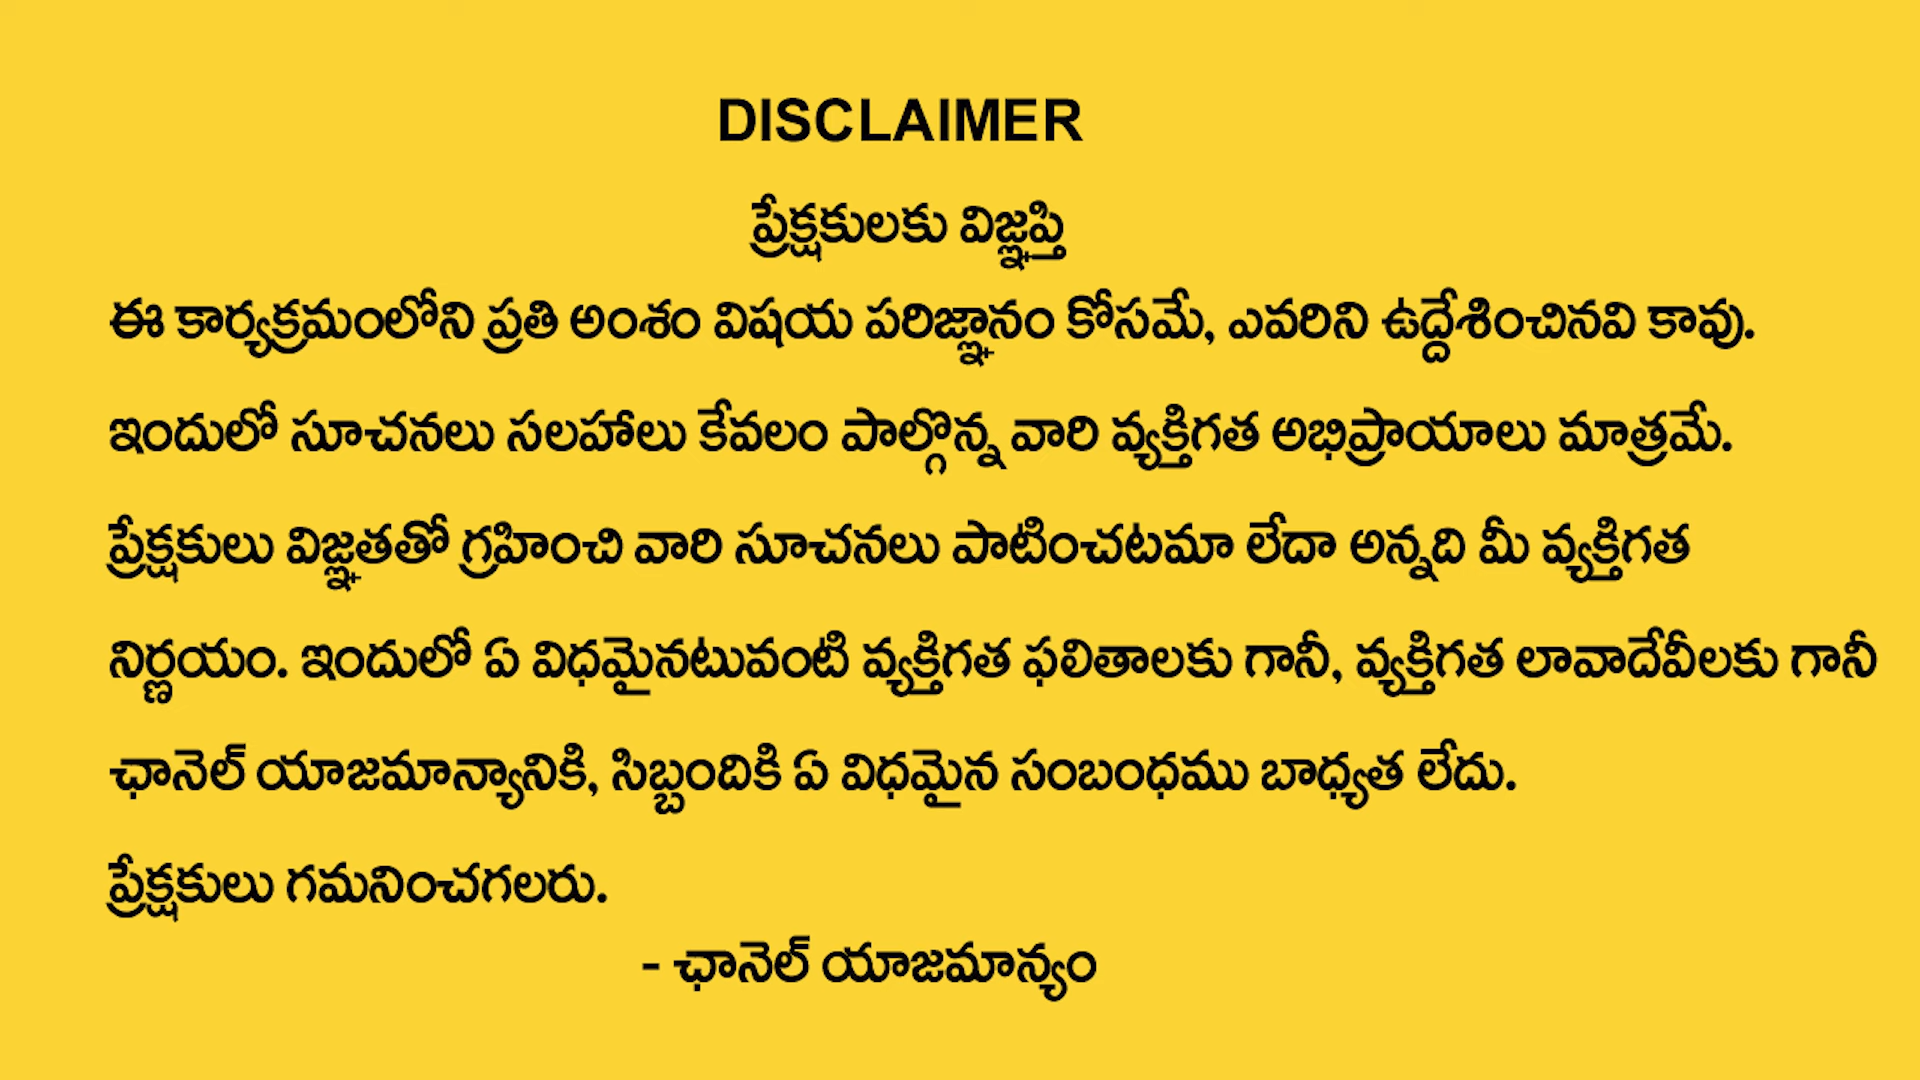 DISCLAIMER
ప్రేక్షకులకు విజ్ఞప్తి
ఈ కార్యక్రమంలోని ప్రతి అంశం విషయ పరిజ్ఞానం కోసమే, ఎవరిని ఉద్దేశించినవి కావు.
ఇందులో సూచనలు సలహాలు కేవలం పాల్గొన్న వారి వ్యక్తిగత అభిప్రాయాలు మాత్రమే.
ప్రేక్షకులు విజ్ఞతతో గ్రహించి వారి సూచనలు పాటించటమా లేదా అన్నది మీ వ్యక్తిగత
నిర్ణయం. ఇందులో ఏ విధమైనటువంటి వ్యక్తిగత ఫలితాలకు గానీ, వ్యక్తిగత లావాదేవీలకు గానీ
ఛానెల్ యాజమాన్యానికి, సిబ్బందికి ఏ విధమైన సంబంధము బాధ్యత లేదు.
ప్రేక్షకులు గమనించగలరు.
- ఛానెల్ యాజమాన్యం